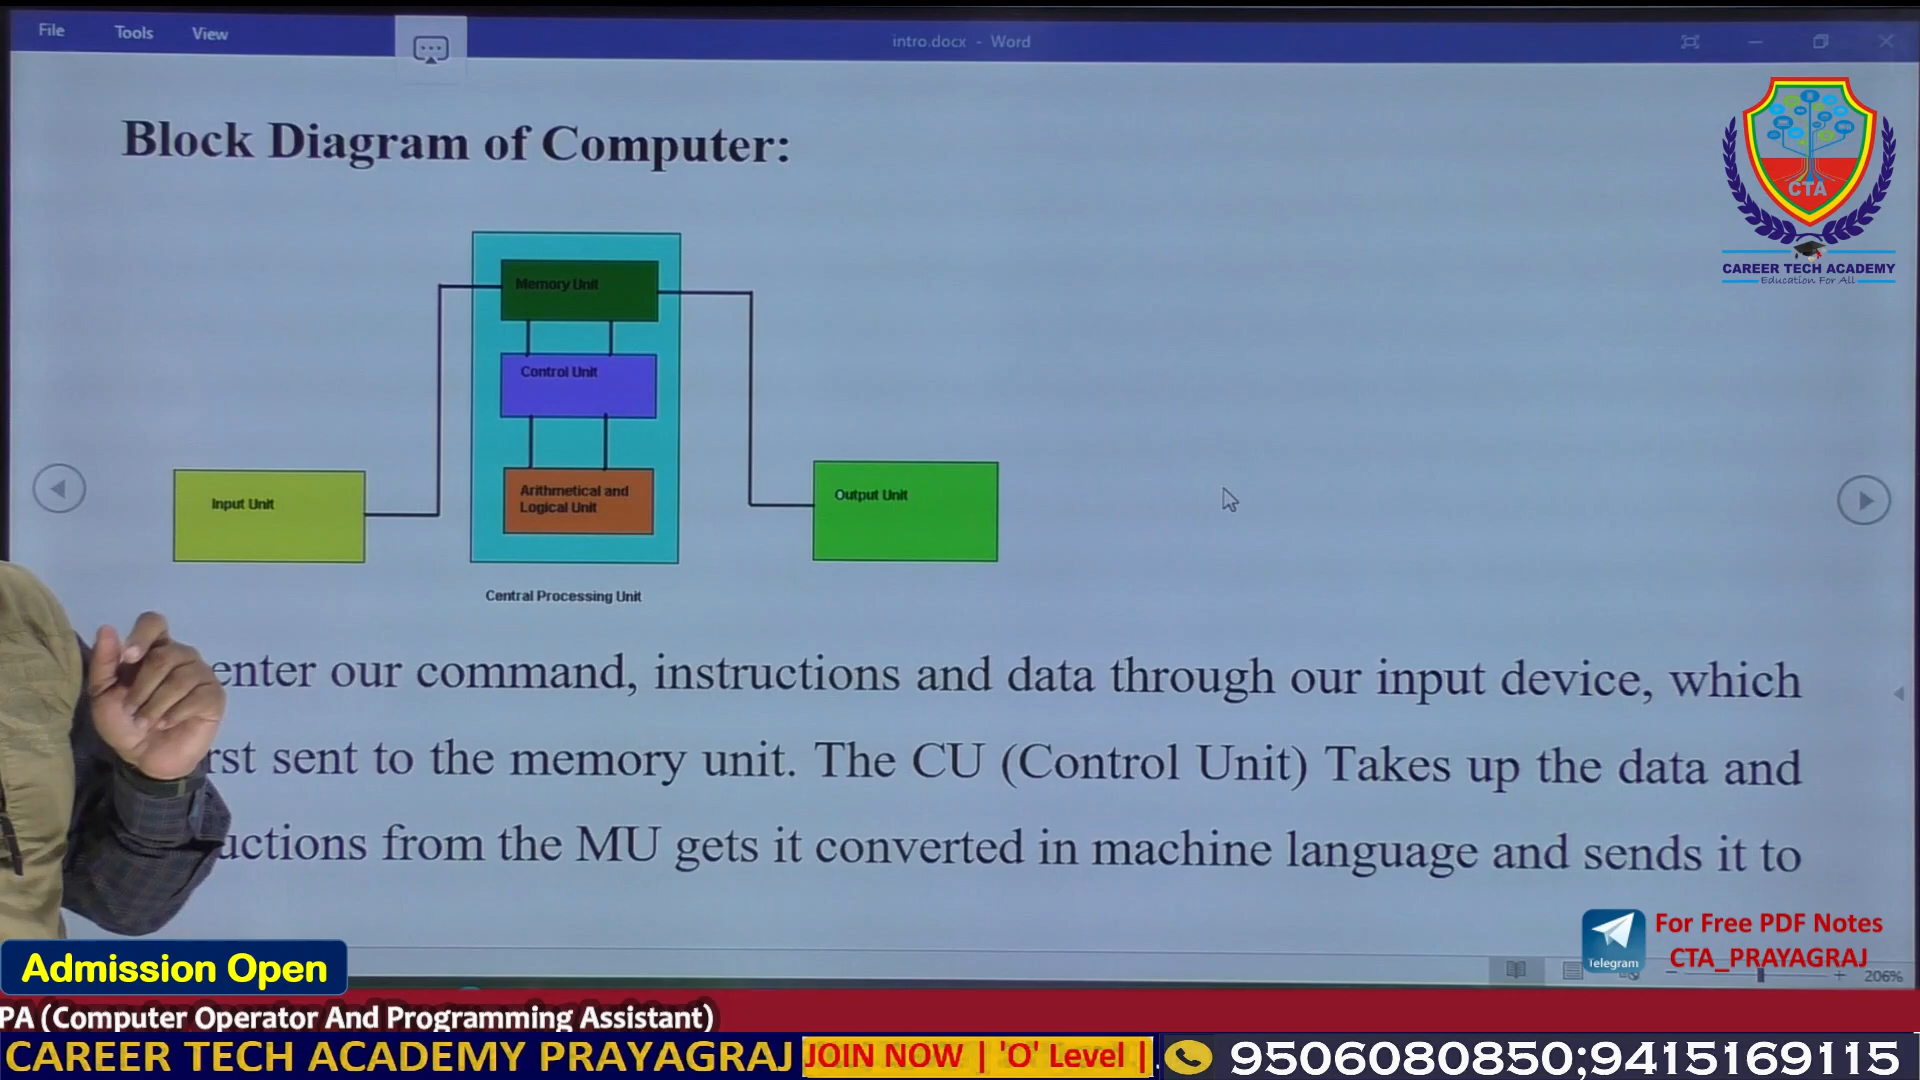 File Tools View
intro.docx - Word
Block Diagram of Computer:
CTA
CAREER TECH ACADEMY
Education For All
Memory Unit
Control Unit
Arithmetical and
Logical Unit
Input Unit
Output Unit
Central Processing Unit
enter our command, instructions and data through our input device, which
rst sent to the memory unit. The CU (Control Unit) Takes up the data and
uctions from the MU gets it converted in machine language and sends it to
For Free PDF Notes
CTA_PRAYAGRAJ
Telegram
206%
Admission Open
PA (Computer Operator And Programming Assistant)
CAREER TECH ACADEMY PRAYAGRAJ JOIN NOW | 'O' Level | 9506080850;9415169115